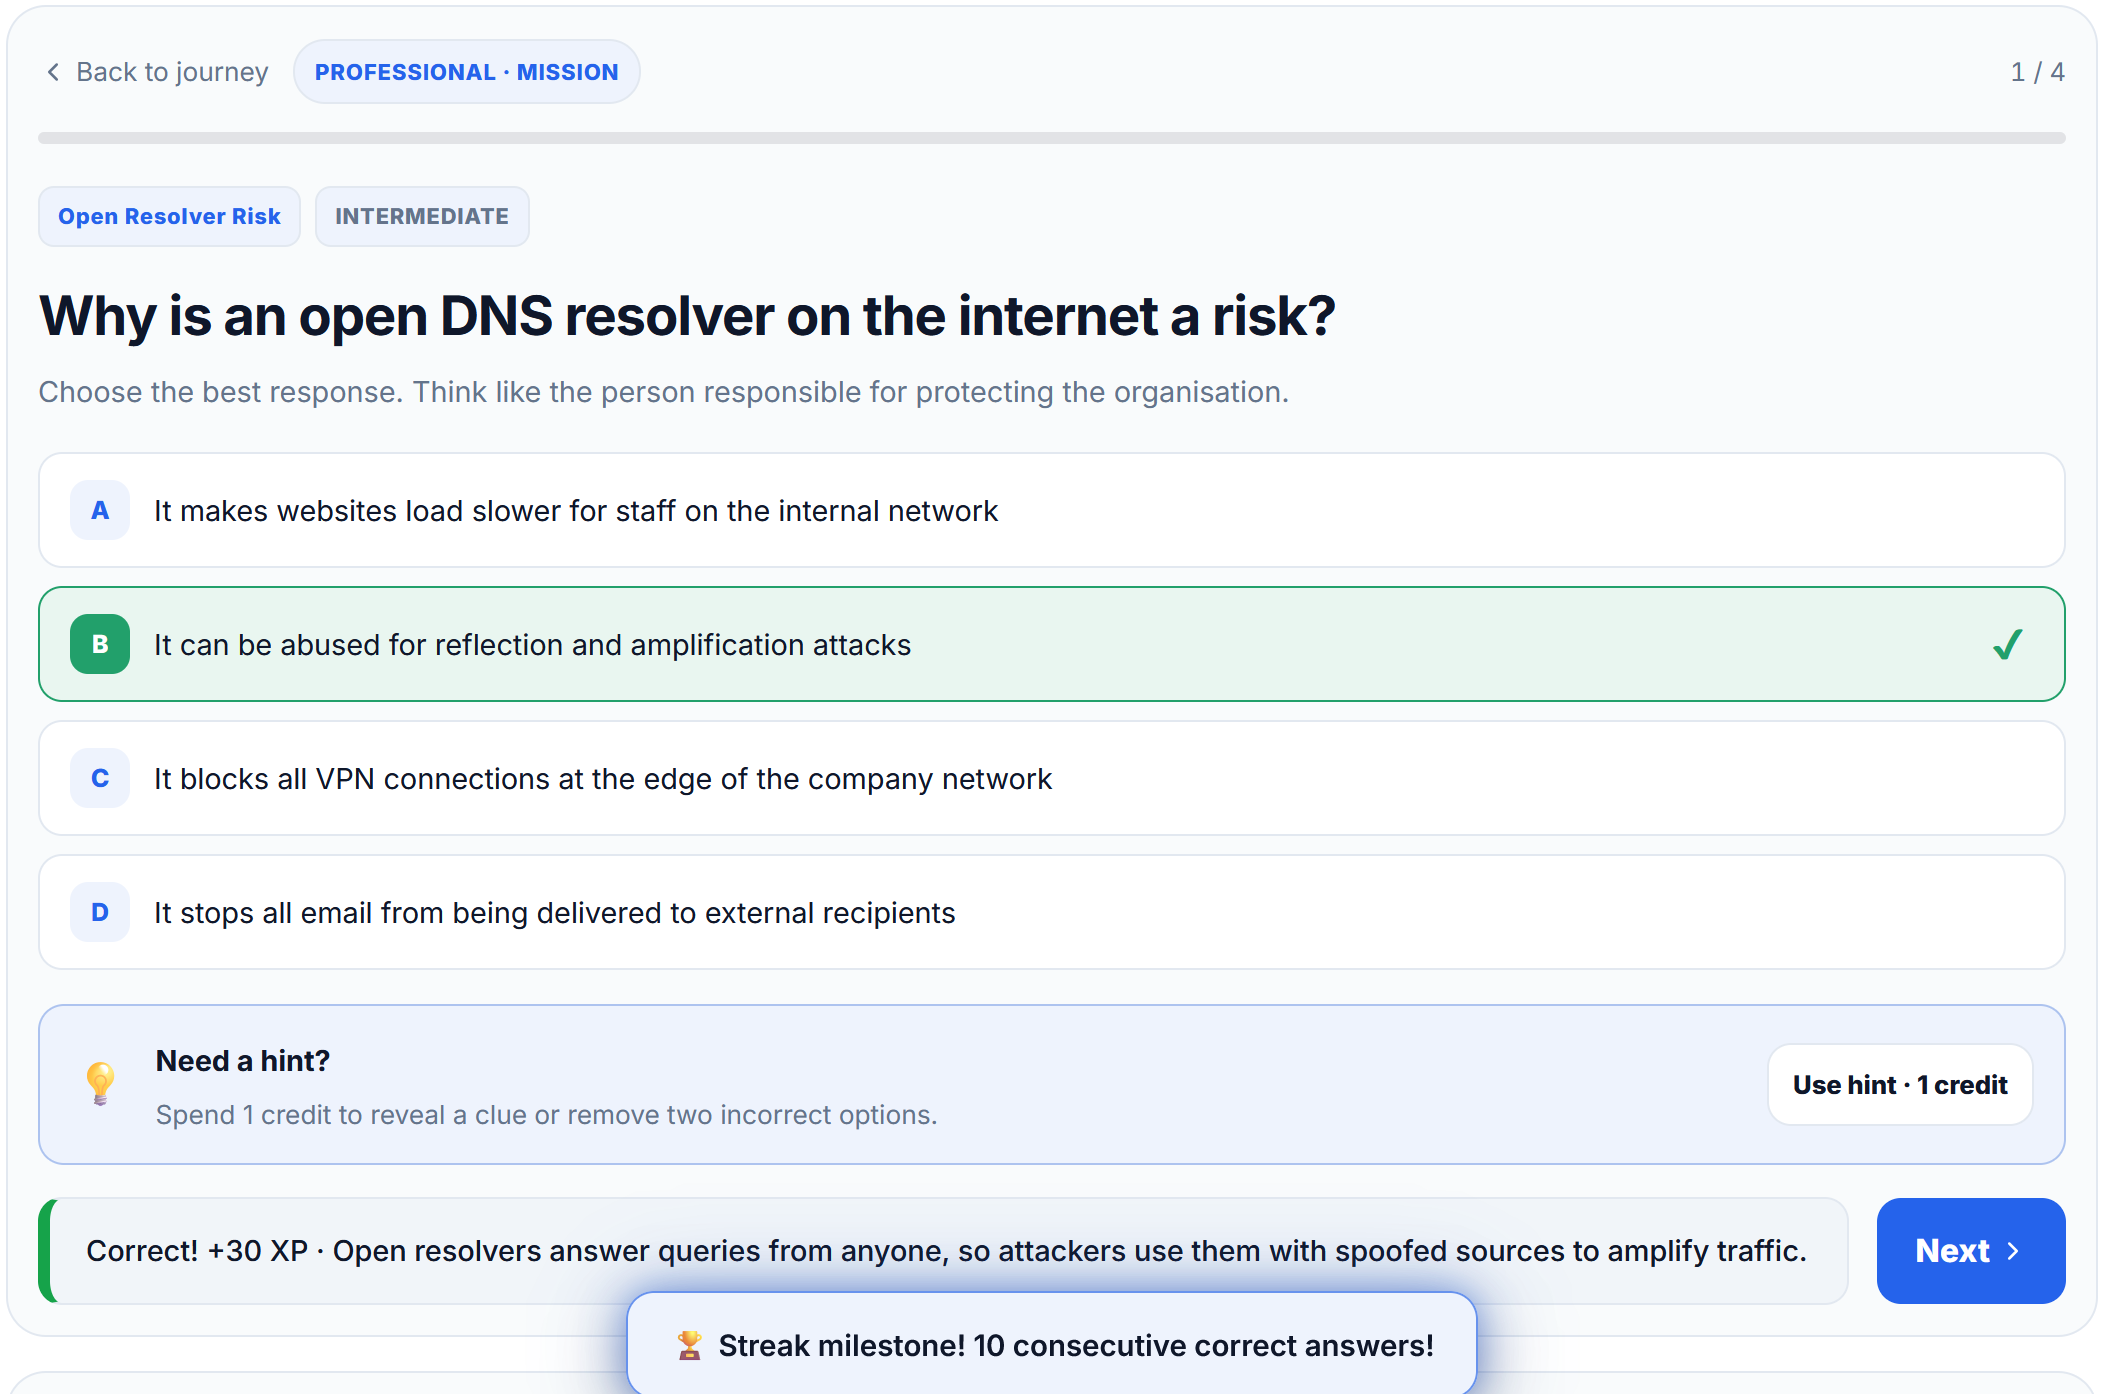 Back to journey
PROFESSIONAL · MISSION
1 / 4
Open Resolver Risk
INTERMEDIATE
Why is an open DNS resolver on the internet a risk?
Choose the best response. Think like the person responsible for protecting the organisation.
A
It makes websites load slower for staff on the internal network
B
It can be abused for reflection and amplification attacks
C
It blocks all VPN connections at the edge of the company network
D
It stops all email from being delivered to external recipients
Need a hint?
Spend 1 credit to reveal a clue or remove two incorrect options.
Use hint · 1 credit
Correct! +30 XP · Open resolvers answer queries from anyone, so attackers use them with spoofed sources to amplify traffic.
Next
Streak milestone! 10 consecutive correct answers!